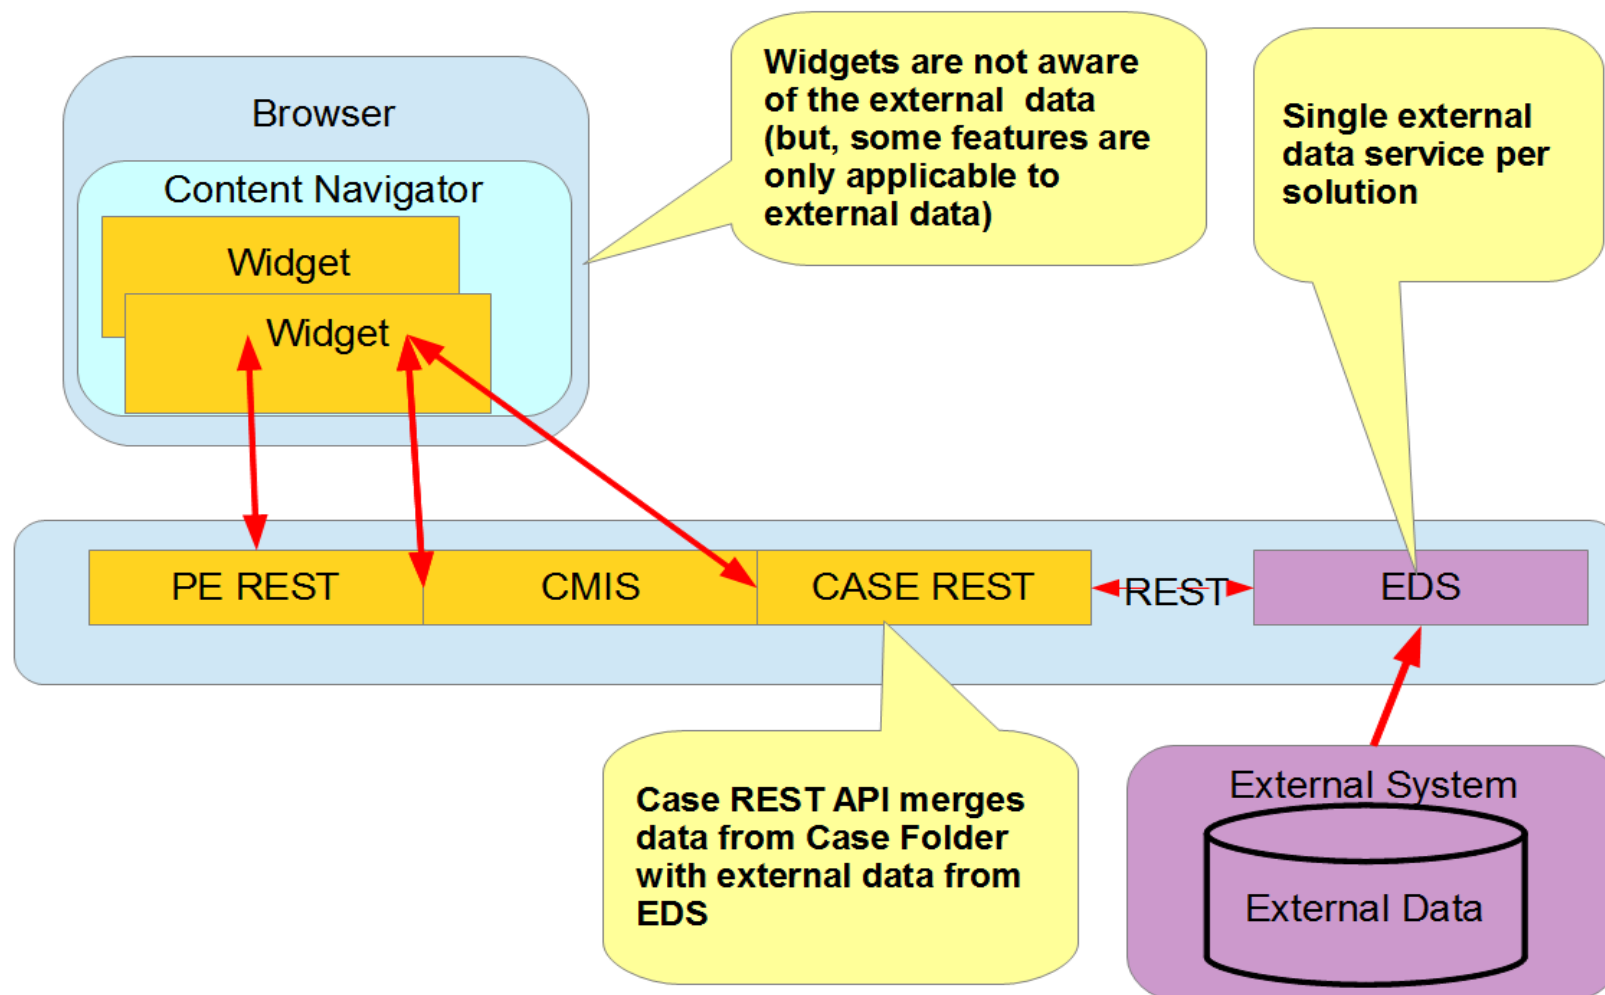 Browser
Content Navigator
Widget
Widget
Widgets are not aware
of the external data
(but, some features are
only applicable to
external data)
Single external
data service per
solution
PE REST
CMIS
CASE REST
REST
EDS
Case REST API merges
data from Case Folder
with external data from
EDS
External System
External Data